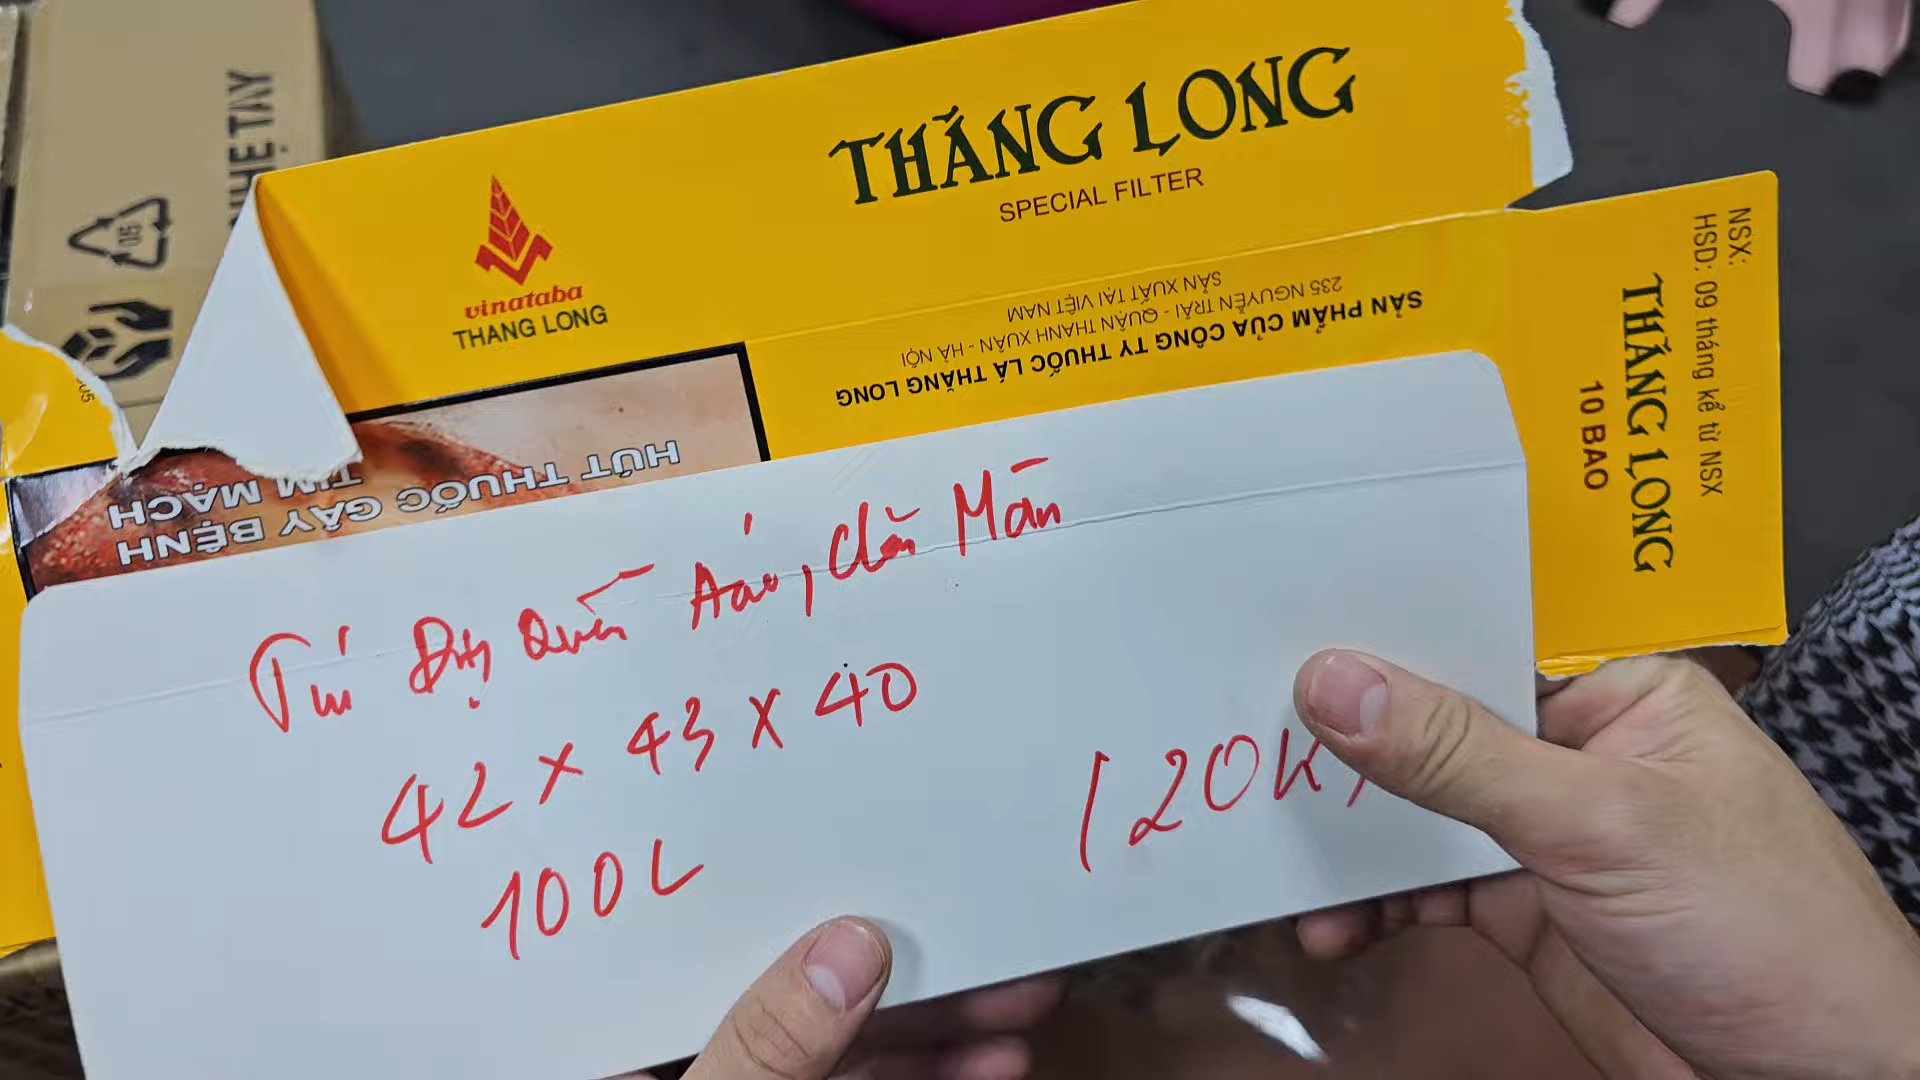 NHẸ TAY
05
THĂNG LONG
SPECIAL FILTER
vinataba
THANG LONG
SẢN PHẨM CỦA CÔNG TY THUỐC LÁ THĂNG LONG
235 NGUYỄN TRÃI - QUẬN THANH XUÂN - HÀ NỘI
SẢN XUẤT TẠI VIỆT NAM
NSX:
HSD: 09 tháng kể từ NSX
THĂNG LONG
10 BAO
HÚT THUỐC GÂY BỆNH
TIM MẠCH
Túi Đựng Quần Áo, Chăn Màn
42 x 43 x 40
100L
120K